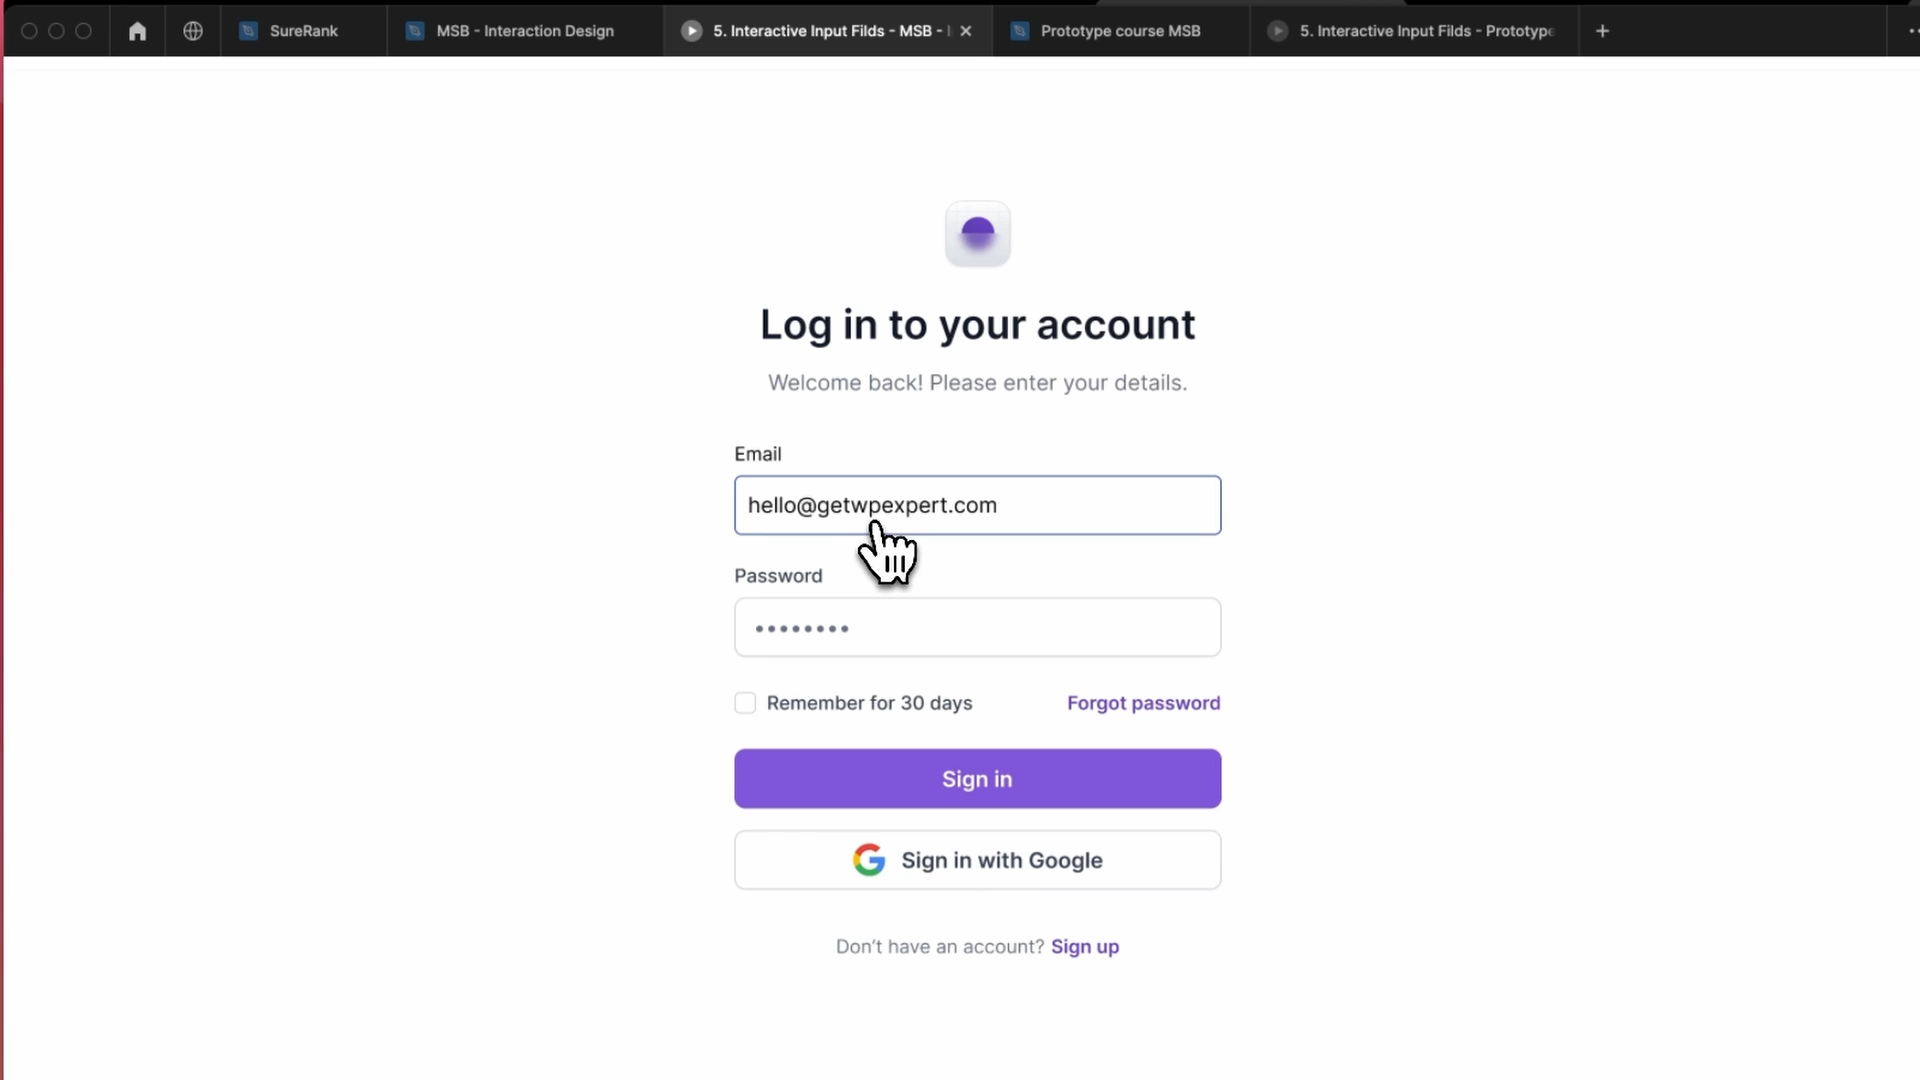 SureRank
MSB - Interaction Design
5. Interactive Input Filds - MSB -
Prototype course MSB
5. Interactive Input Filds - Prototype
Log in to your account
Welcome back! Please enter your details.
Email
hello@getwpexpert.com
Password
Remember for 30 days
Forgot password
Sign in
Sign in with Google
Don't have an account? Sign up